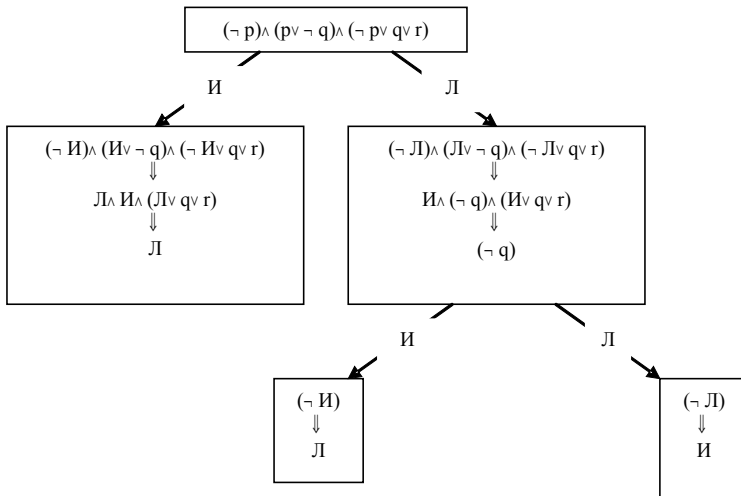 (¬ p)∧ (p∨ ¬ q)∧ (¬ p∨ q∨ r)
И
Л
(¬ И)∧ (И∨ ¬ q)∧ (¬ И∨ q∨ r)
⇓
Л∧ И∧ (Л∨ q∨ r)
⇓
Л
(¬ Л)∧ (Л∨ ¬ q)∧ (¬ Л∨ q∨ r)
⇓
И∧ (¬ q)∧ (И∨ q∨ r)
⇓
(¬ q)
И
Л
(¬ И)
⇓
Л
(¬ Л)
⇓
И